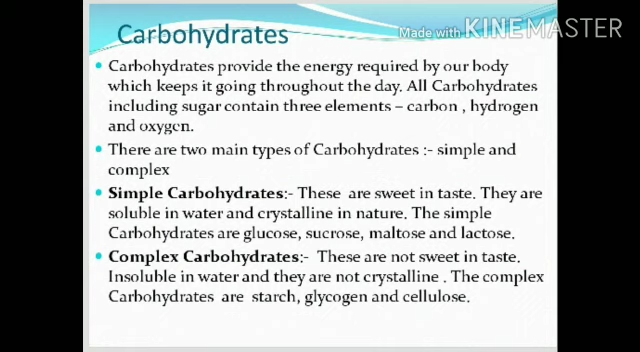 Carbohydrates
Made with KINEMASTER
Carbohydrates provide the energy required by our body
which keeps it going throughout the day. All Carbohydrates
including sugar contain three elements – carbon , hydrogen
and oxygen.
There are two main types of Carbohydrates :- simple and
complex
Simple Carbohydrates:- These are sweet in taste. They are
soluble in water and crystalline in nature. The simple
Carbohydrates are glucose, sucrose, maltose and lactose.
Complex Carbohydrates:- These are not sweet in taste.
Insoluble in water and they are not crystalline . The complex
Carbohydrates are starch, glycogen and cellulose.